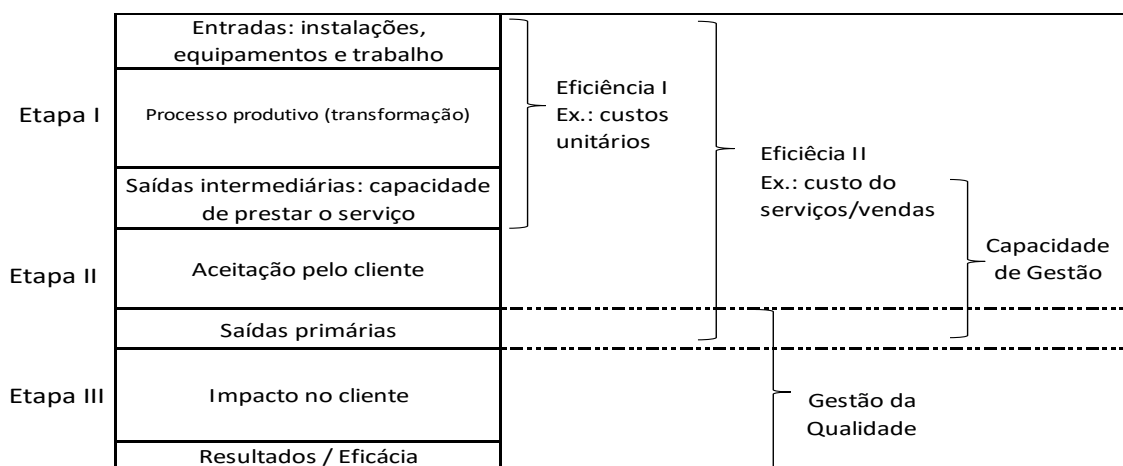 Entradas: instalações,
equipamentos e trabalho
Etapa I
Processo produtivo (transformação)
Eficiência I
Ex.: custos
unitários
Saídas intermediárias: capacidade
de prestar o serviço
Eficiêcia II
Ex.: custo do
serviços/vendas
Etapa II
Aceitação pelo cliente
Capacidade
de Gestão
Saídas primárias
Etapa III
Impacto no cliente
Gestão da
Qualidade
Resultados / Eficácia